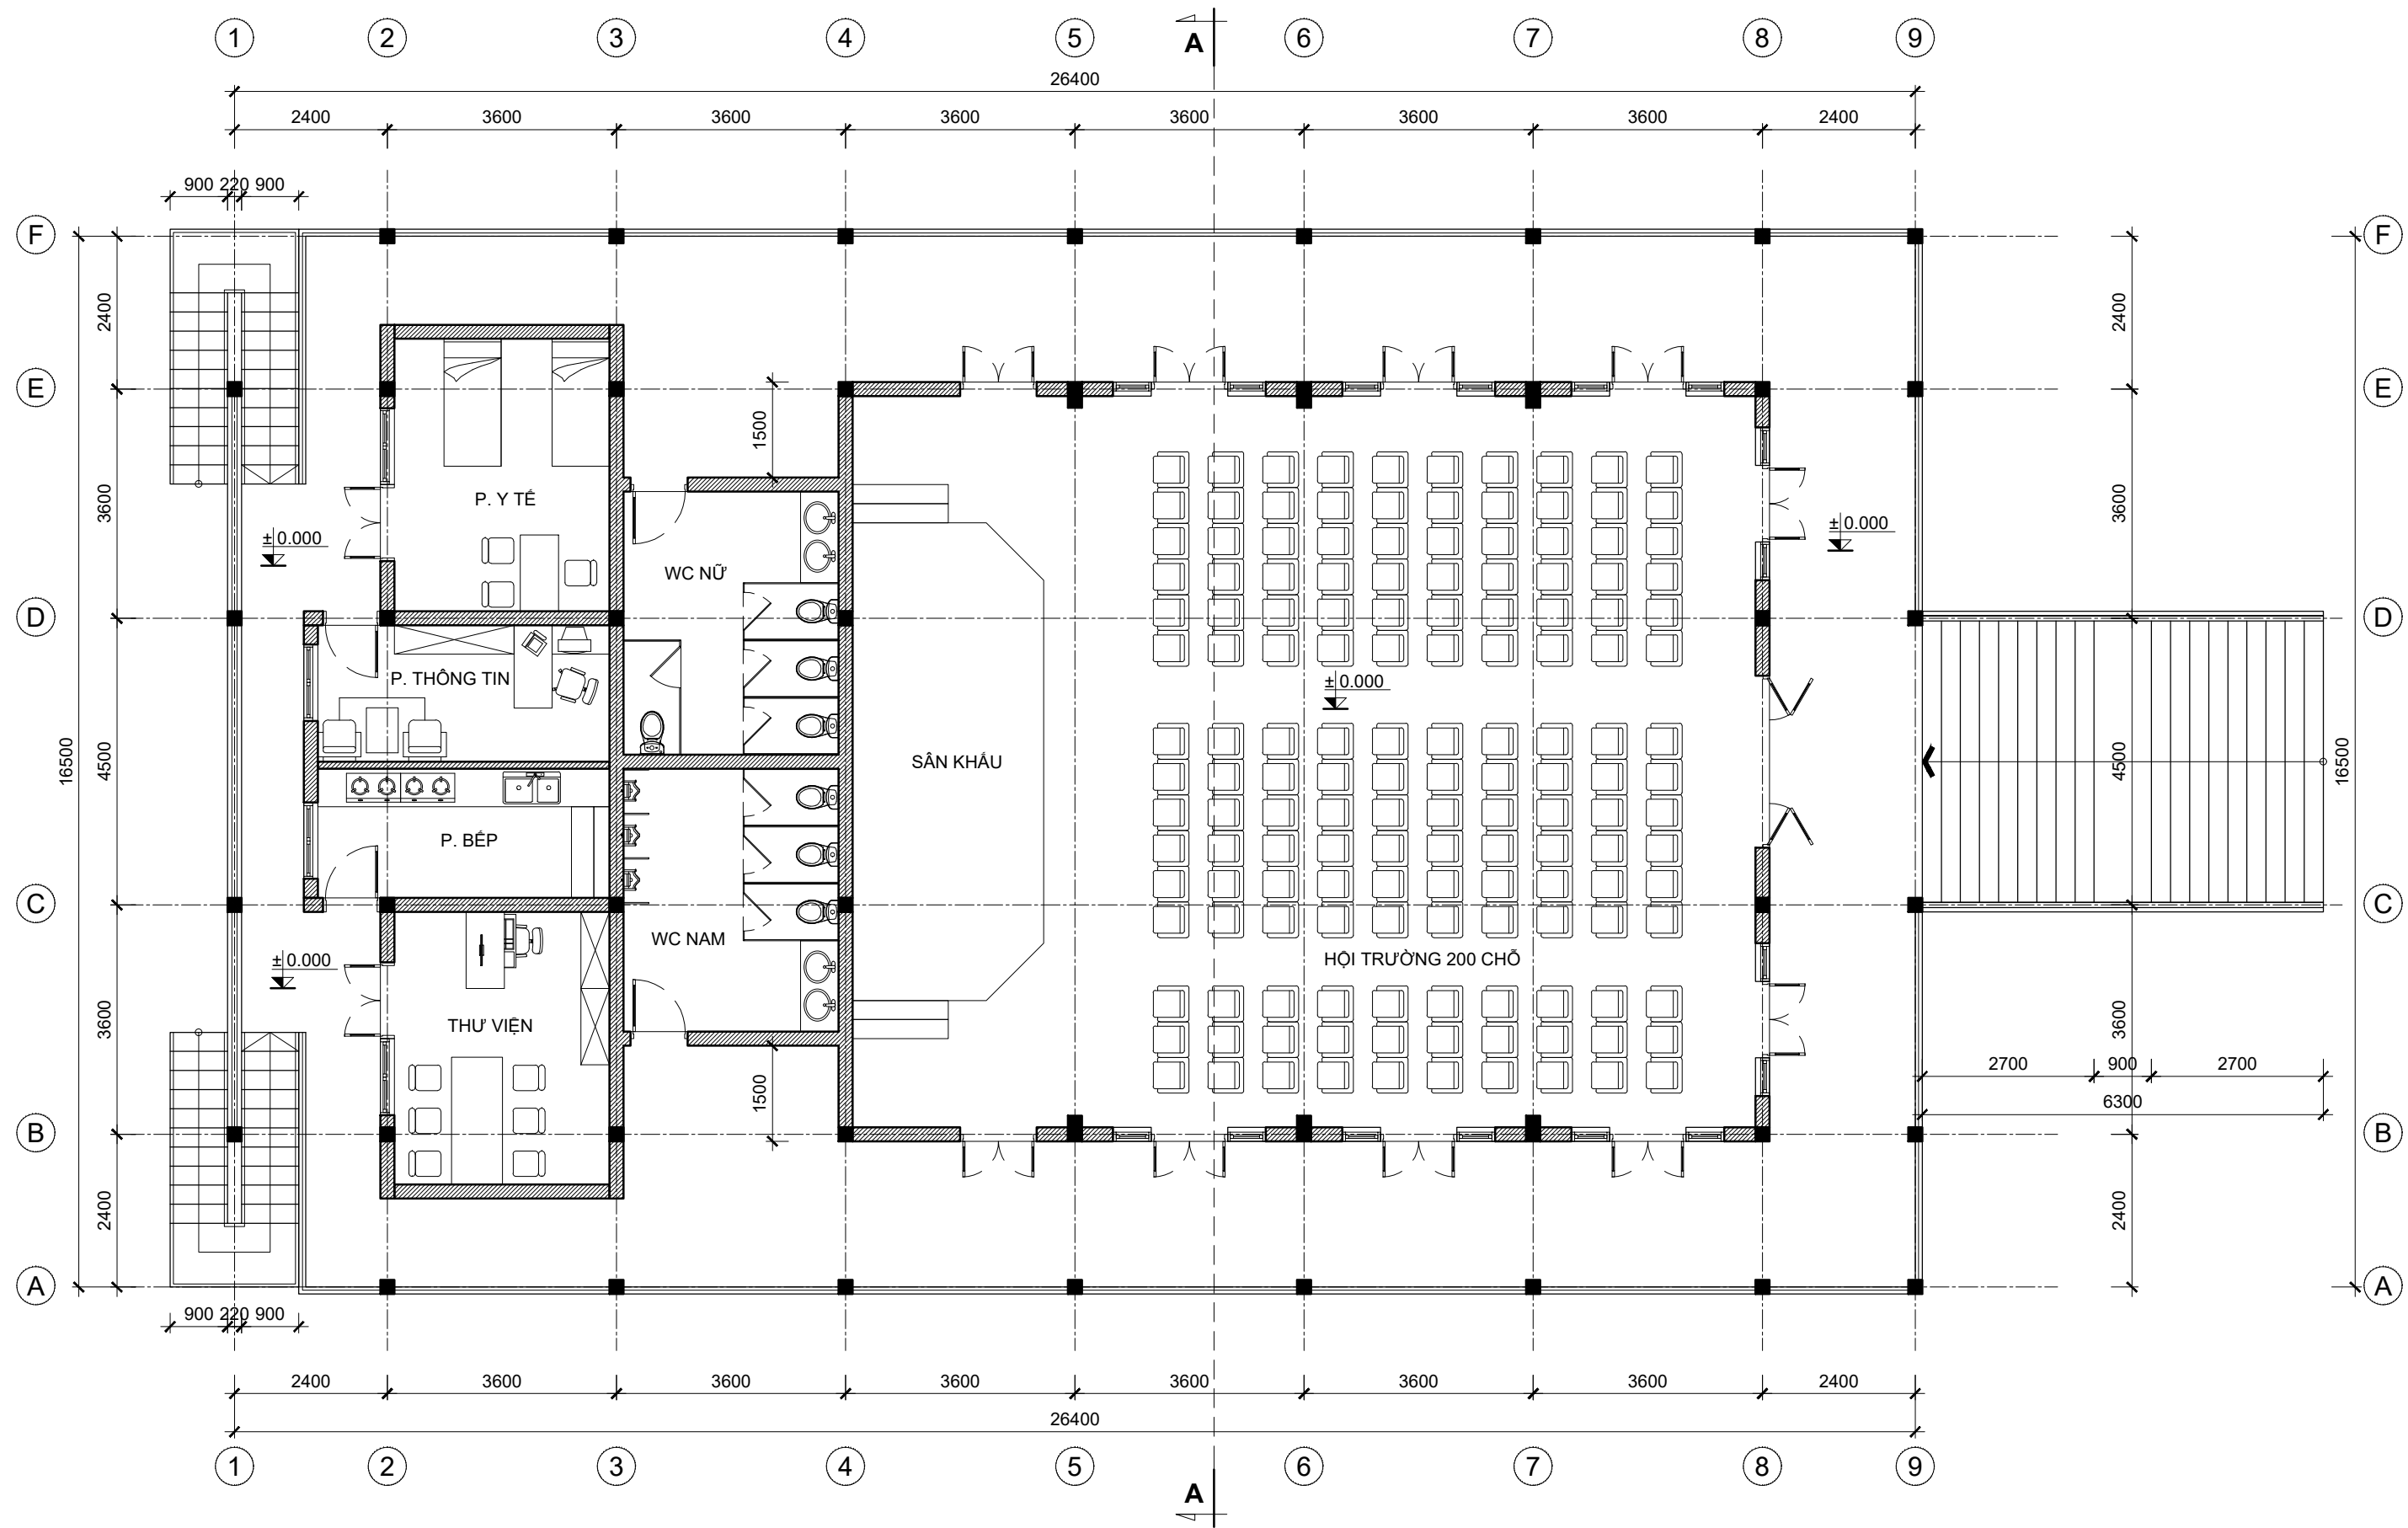 1 2 3 4 5 6 7 8 9
A
26400
2400 3600 3600 3600 3600 3600 3600 2400
900 220 900
F F
2400 2400
E E
1500
3600 3600
P. Y TẾ
±0.000 ±0.000
WC NỮ
D D
P. THÔNG TIN
±0.000
16500 4500 SÂN KHẤU 4500 16500
P. BẾP
C C
WC NAM
HỘI TRƯỜNG 200 CHỖ
±0.000
3600 THƯ VIỆN 3600
2700 900 2700
1500
6300
B B
2400 2400
A A
900 220 900
2400 3600 3600 3600 3600 3600 3600 2400
26400
1 2 3 4 5 6 7 8 9
A